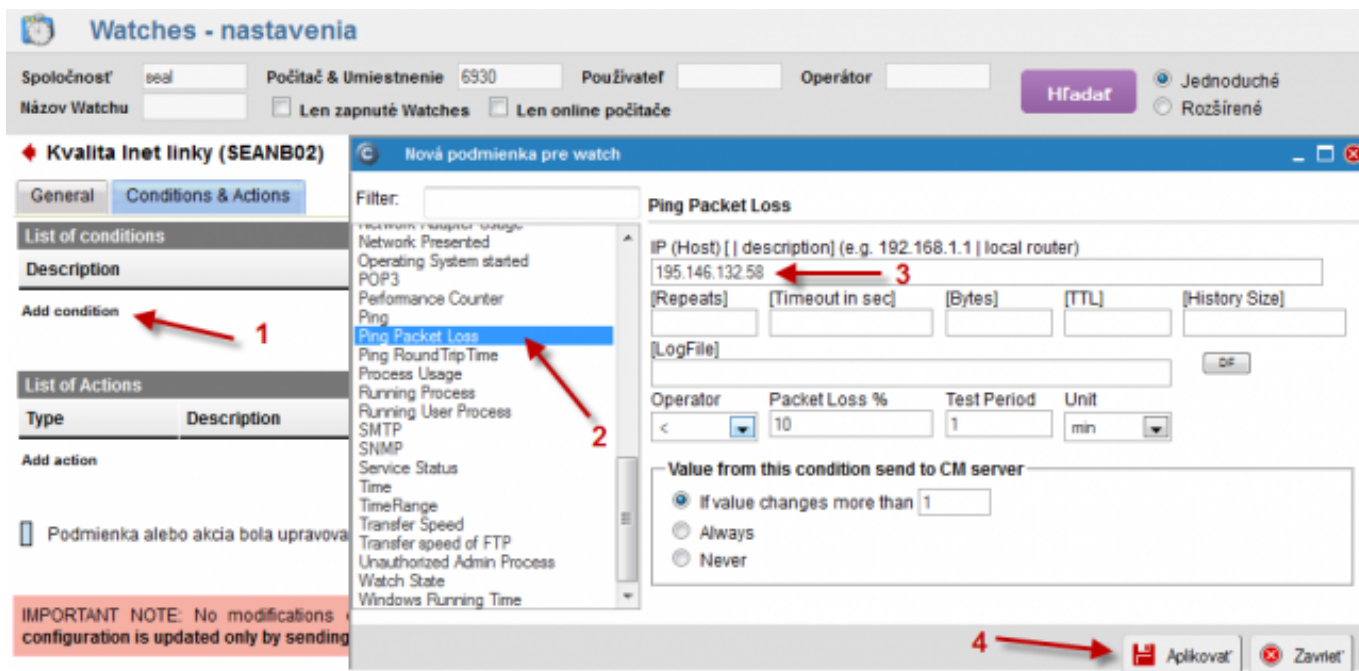 Watches - nastavenia
Spoločnosť seal Počítač & Umiestnenie 6930 Používateľ Operátor
Názov Watchu Len zapnuté Watches Len online počítače
Hľadať
Jednoduché
Rozšírené
Kvalita Inet linky (SEANB02)
General Conditions & Actions
List of conditions
Description
Add condition
1
List of Actions
Type Description
Add action
Podmienka alebo akcia bola upravova
IMPORTANT NOTE: No modifications
configuration is updated only by sending
Nová podmienka pre watch
Filter:
Network Adapter Usage
Network Presented
Operating System started
POP3
Performance Counter
Ping
Ping Packet Loss
Ping RoundTripTime
Process Usage
Running Process
Running User Process
SMTP
SNMP
Service Status
Time
TimeRange
Transfer Speed
Transfer speed of FTP
Unauthorized Admin Process
Watch State
Windows Running Time
2
Ping Packet Loss
IP (Host) [ | description] (e.g. 192.168.1.1 | local router)
195.146.132.58
3
[Repeats] [Timeout in sec] [Bytes] [TTL] [History Size]
[LogFile]
Operator Packet Loss % Test Period Unit
< 10 1 min
Value from this condition send to CM server
If value changes more than 1
Always
Never
4
Aplikovať Zavrieť